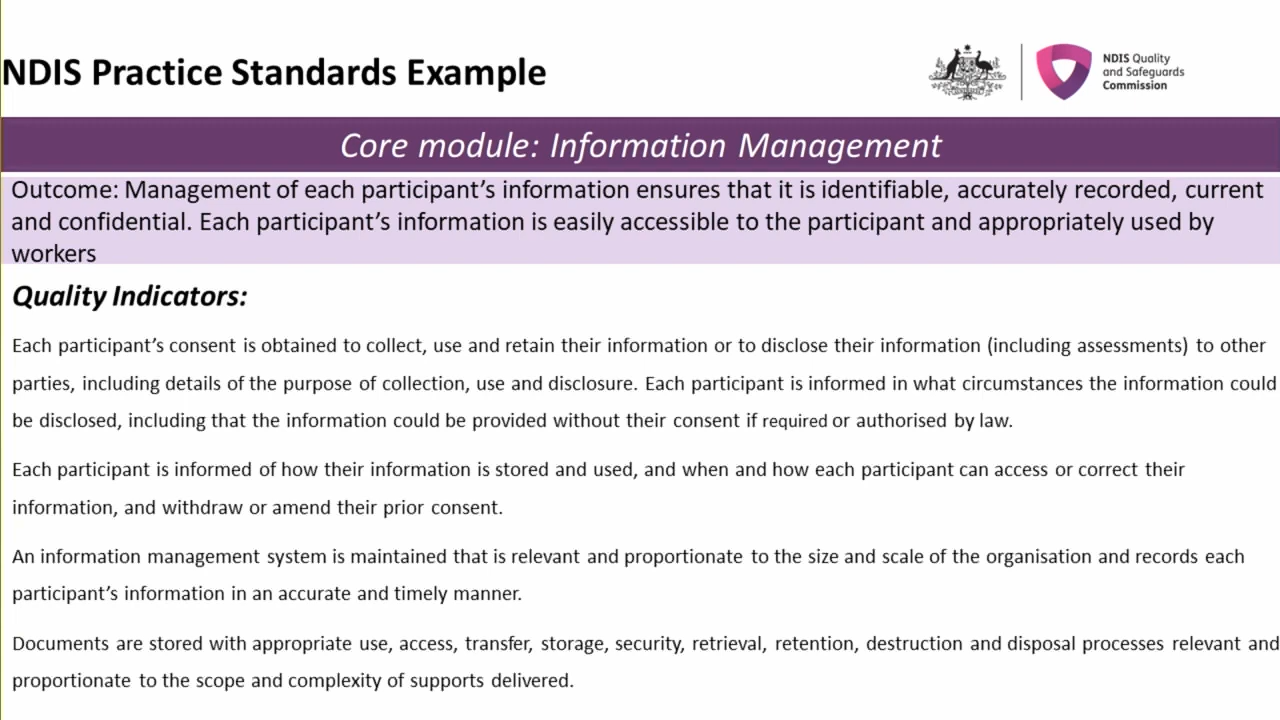 NDIS Practice Standards Example
NDIS Quality
and Safeguards
Commission
Core module: Information Management
Outcome: Management of each participant’s information ensures that it is identifiable, accurately recorded, current
and confidential. Each participant’s information is easily accessible to the participant and appropriately used by
workers
Quality Indicators:
Each participant’s consent is obtained to collect, use and retain their information or to disclose their information (including assessments) to other
parties, including details of the purpose of collection, use and disclosure. Each participant is informed in what circumstances the information could
be disclosed, including that the information could be provided without their consent if required or authorised by law.
Each participant is informed of how their information is stored and used, and when and how each participant can access or correct their
information, and withdraw or amend their prior consent.
An information management system is maintained that is relevant and proportionate to the size and scale of the organisation and records each
participant’s information in an accurate and timely manner.
Documents are stored with appropriate use, access, transfer, storage, security, retrieval, retention, destruction and disposal processes relevant and
proportionate to the scope and complexity of supports delivered.